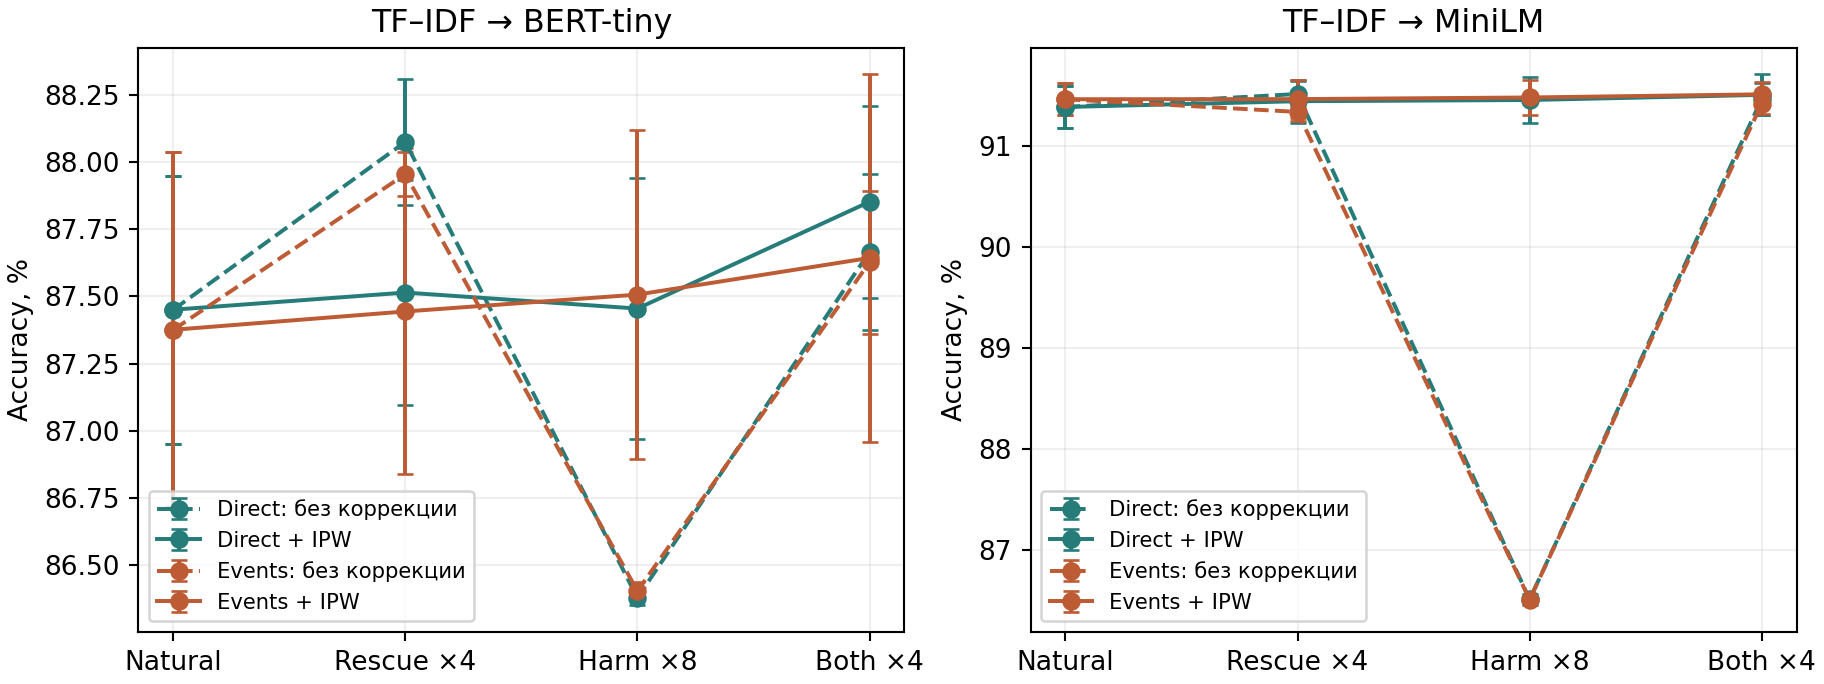 TF–IDF → BERT-tiny
Accuracy, %
88.25
88.00
87.75
87.50
87.25
87.00
86.75
86.50
Direct: без коррекции
Direct + IPW
Events: без коррекции
Events + IPW
Natural
Rescue ×4
Harm ×8
Both ×4
TF–IDF → MiniLM
Accuracy, %
91
90
89
88
87
Direct: без коррекции
Direct + IPW
Events: без коррекции
Events + IPW
Natural
Rescue ×4
Harm ×8
Both ×4